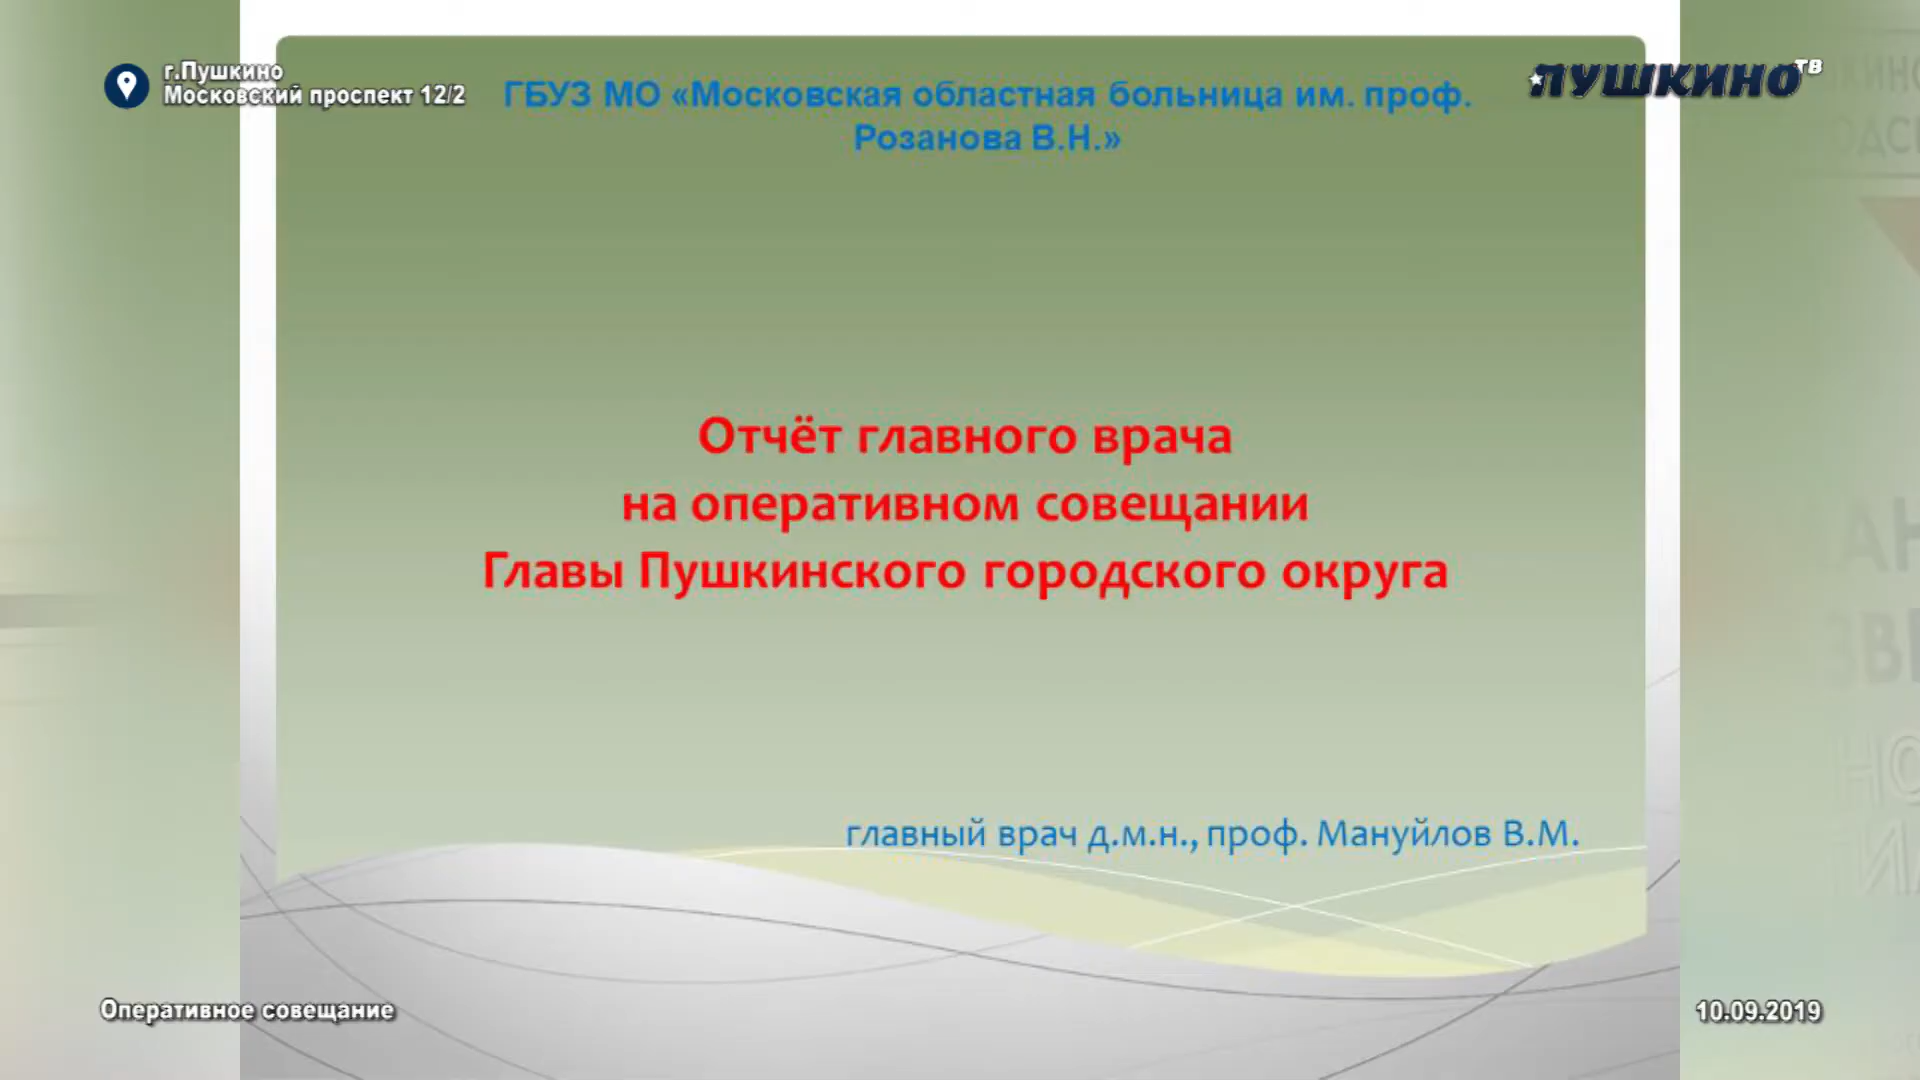 г.Пушкино
Московский проспект 12/2
ПУШКИНО ТВ
ГБУЗ МО «Московская областная больница им. проф.
Розанова В.Н.»
Отчёт главного врача
на оперативном совещании
Главы Пушкинского городского округа
главный врач д.м.н., проф. Мануйлов В.М.
Оперативное совещание
10.09.2019